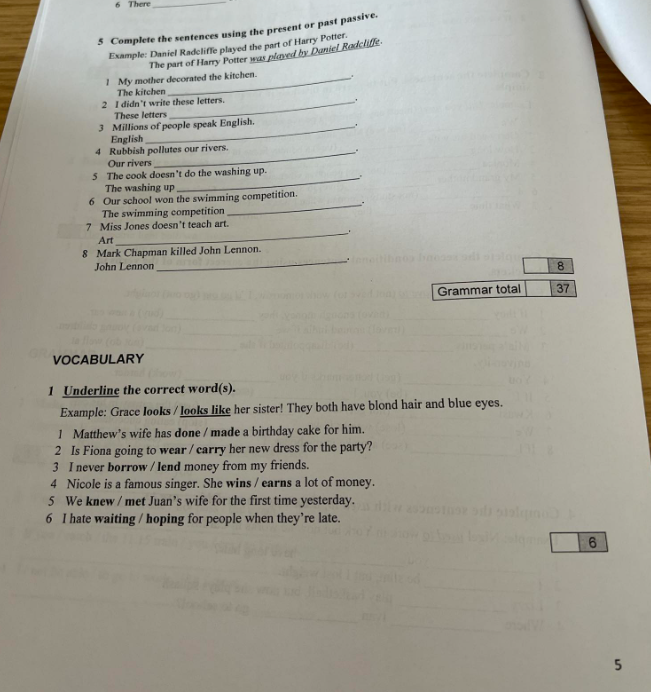 6 There
5 Complete the sentences using the present or past passive.
Example: Daniel Radcliffe played the part of Harry Potter.
The part of Harry Potter was played by Daniel Radcliffe.
1 My mother decorated the kitchen.
The kitchen .
2 I didn't write these letters.
These letters .
3 Millions of people speak English.
English .
4 Rubbish pollutes our rivers.
Our rivers .
5 The cook doesn't do the washing up.
The washing up .
6 Our school won the swimming competition.
The swimming competition .
7 Miss Jones doesn't teach art.
Art .
8 Mark Chapman killed John Lennon.
John Lennon .
8
Grammar total 37
VOCABULARY
1 Underline the correct word(s).
Example: Grace looks / looks like her sister! They both have blond hair and blue eyes.
1 Matthew's wife has done / made a birthday cake for him.
2 Is Fiona going to wear / carry her new dress for the party?
3 I never borrow / lend money from my friends.
4 Nicole is a famous singer. She wins / earns a lot of money.
5 We knew / met Juan's wife for the first time yesterday.
6 I hate waiting / hoping for people when they're late.
6
5